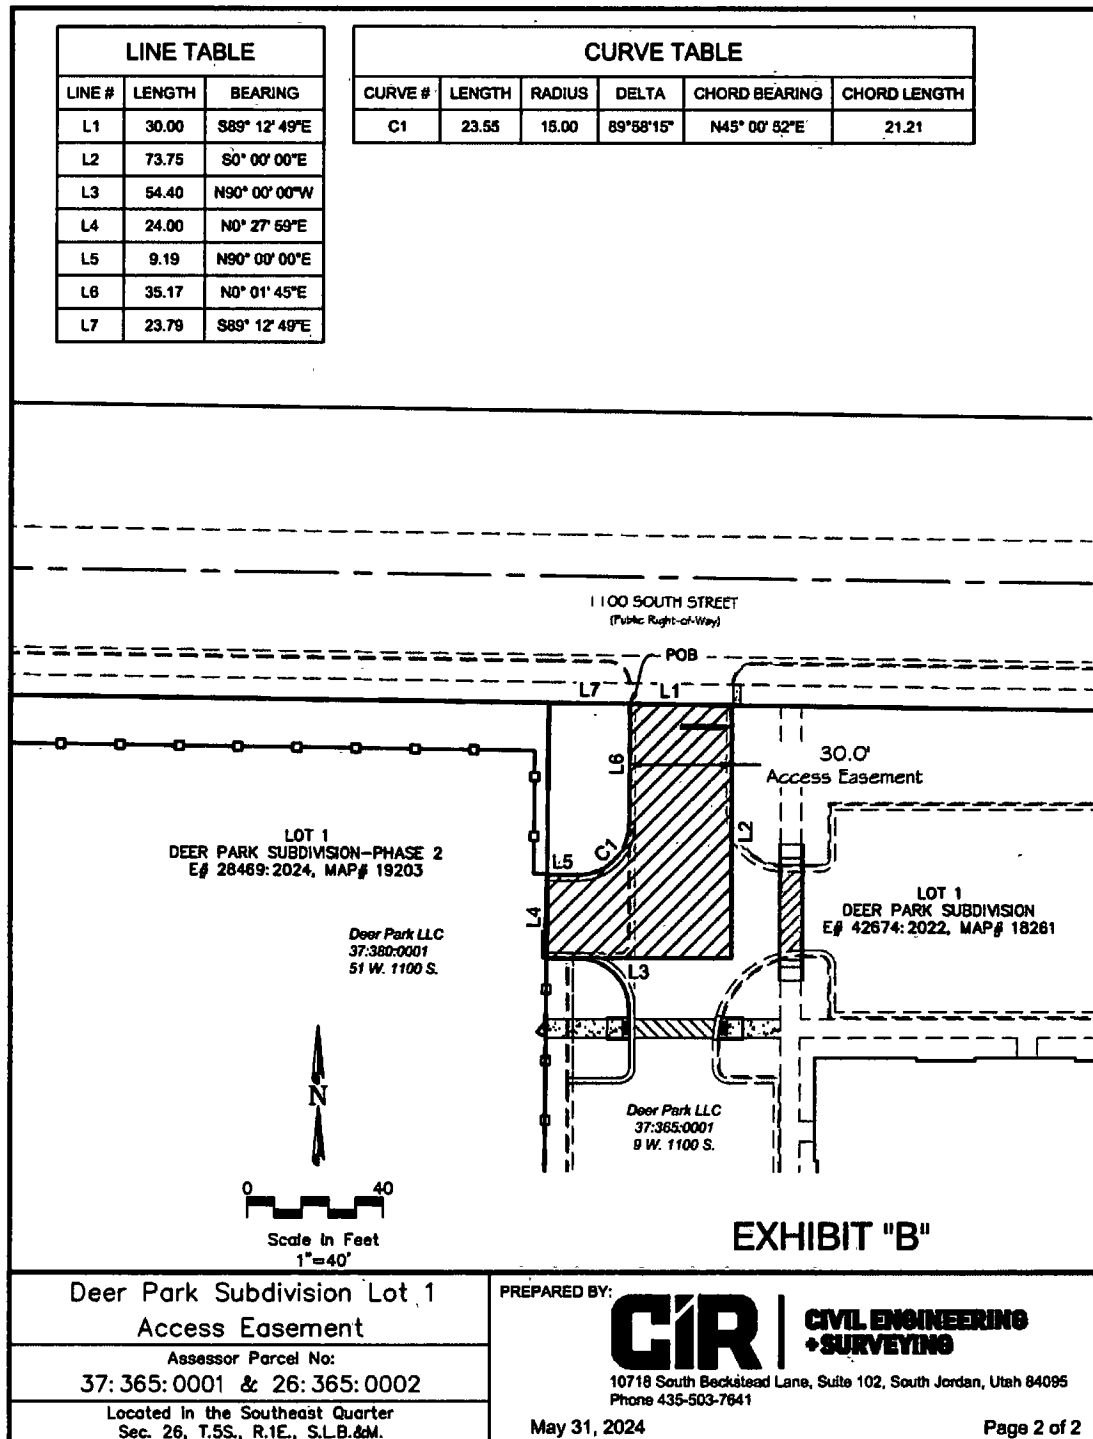 LINE TABLE
LINE # LENGTH BEARING
L1 30.00 S89° 12' 49"E
L2 73.75 S0° 00' 00"E
L3 54.40 N90° 00' 00"W
L4 24.00 N0° 27' 59"E
L5 9.19 N90° 00' 00"E
L6 35.17 N0° 01' 45"E
L7 23.79 S89° 12' 49"E
CURVE TABLE
CURVE # LENGTH RADIUS DELTA CHORD BEARING CHORD LENGTH
C1 23.55 15.00 89°58'15" N45° 00' 52"E 21.21
1100 SOUTH STREET
(Public Right-of-Way)
POB
L7 L1
L6
30.0'
Access Easement
L2
C1
L5
L4
L3
LOT 1
DEER PARK SUBDIVISION-PHASE 2
E# 28469:2024, MAP# 19203
Deer Park LLC
37:380:0001
51 W. 1100 S.
LOT 1
DEER PARK SUBDIVISION
E# 42674:2022, MAP# 18261
Deer Park LLC
37:365:0001
9 W. 1100 S.
N
0 40
Scale in Feet
1"=40'
EXHIBIT "B"
Deer Park Subdivision Lot 1
Access Easement
Assessor Parcel No:
37:365:0001 & 26:365:0002
Located in the Southeast Quarter
Sec. 26, T.5S., R.1E., S.L.B.&M.
PREPARED BY:
CIR
CIVIL ENGINEERING
+SURVEYING
10718 South Beckstead Lane, Suite 102, South Jordan, Utah 84095
Phone 435-503-7641
May 31, 2024
Page 2 of 2